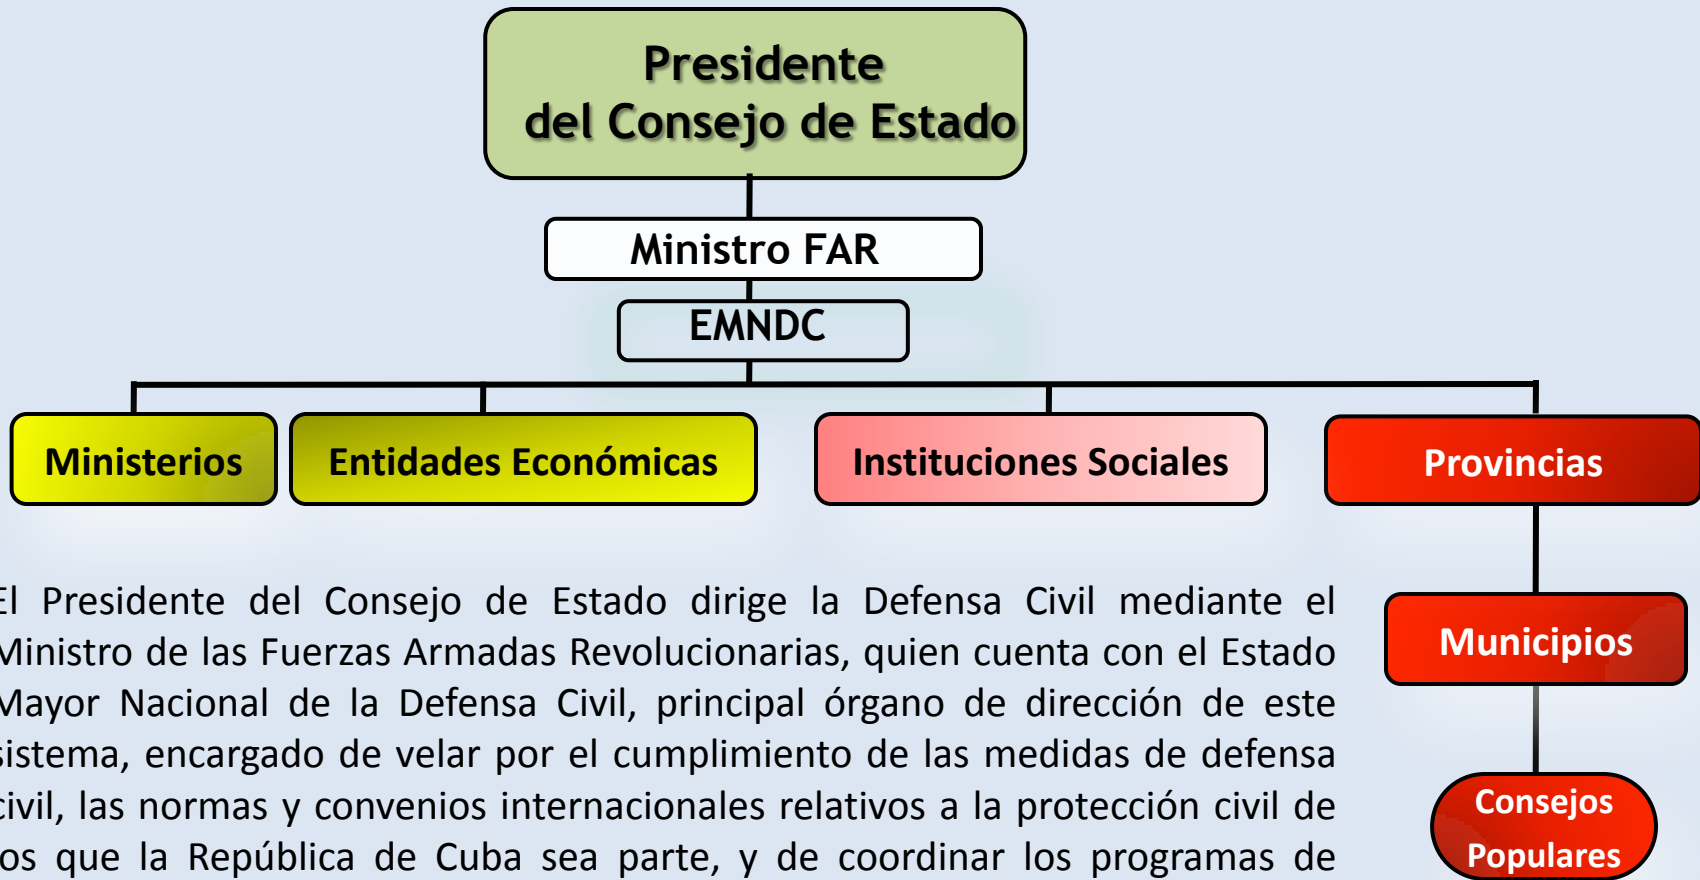 Presidente
del Consejo de Estado
Ministro FAR
EMNDC
Ministerios
Entidades Económicas
Instituciones Sociales
Provincias
Municipios
Consejos
Populares
El Presidente del Consejo de Estado dirige la Defensa Civil mediante el
Ministro de las Fuerzas Armadas Revolucionarias, quien cuenta con el Estado
Mayor Nacional de la Defensa Civil, principal órgano de dirección de este
sistema, encargado de velar por el cumplimiento de las medidas de defensa
civil, las normas y convenios internacionales relativos a la protección civil de
los que la República de Cuba sea parte, y de coordinar los programas de